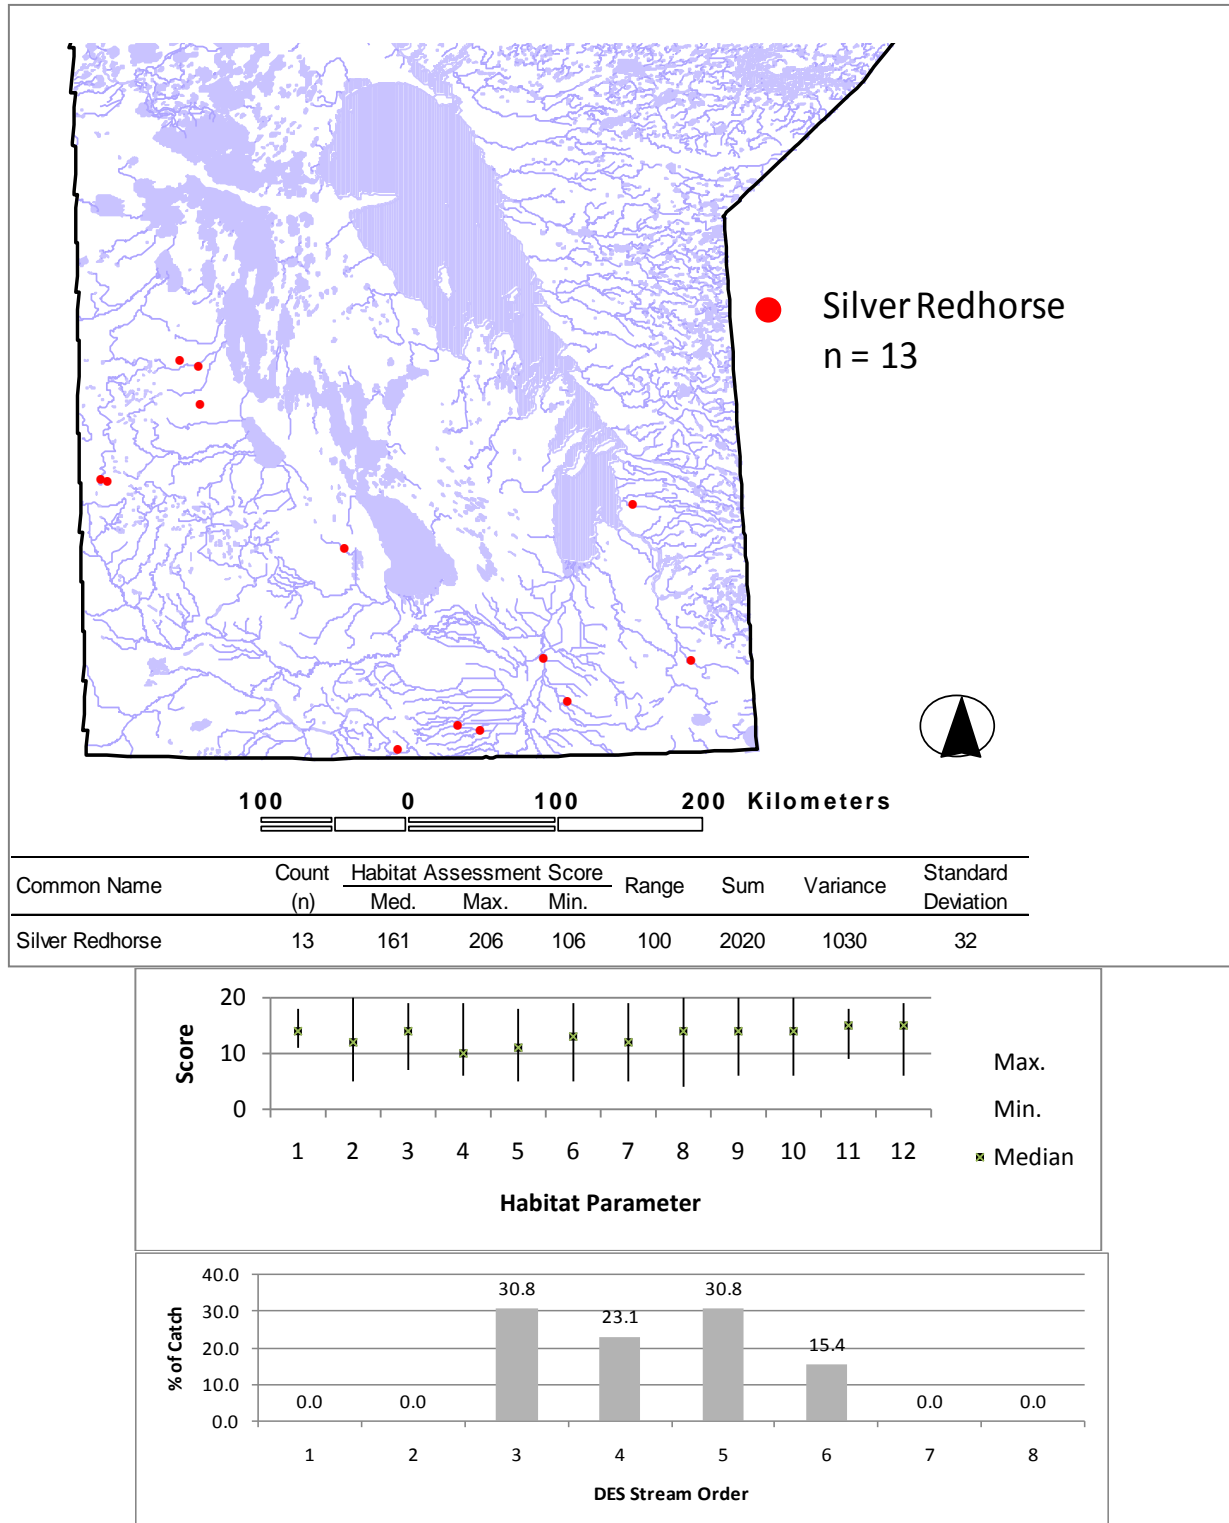 Silver Redhorse
n = 13
100 0 100 200 Kilometers
Common Name Count (n) Habitat Assessment Score Range Sum Variance Standard Deviation
Med. Max. Min.
Silver Redhorse 13 161 206 106 100 2020 1030 32
20
10
0
Score
1 2 3 4 5 6 7 8 9 10 11 12
Habitat Parameter
Max.
Min.
Median
40.0
30.0
20.0
10.0
0.0
% of Catch
0.0 0.0 30.8 23.1 30.8 15.4 0.0 0.0
1 2 3 4 5 6 7 8
DES Stream Order